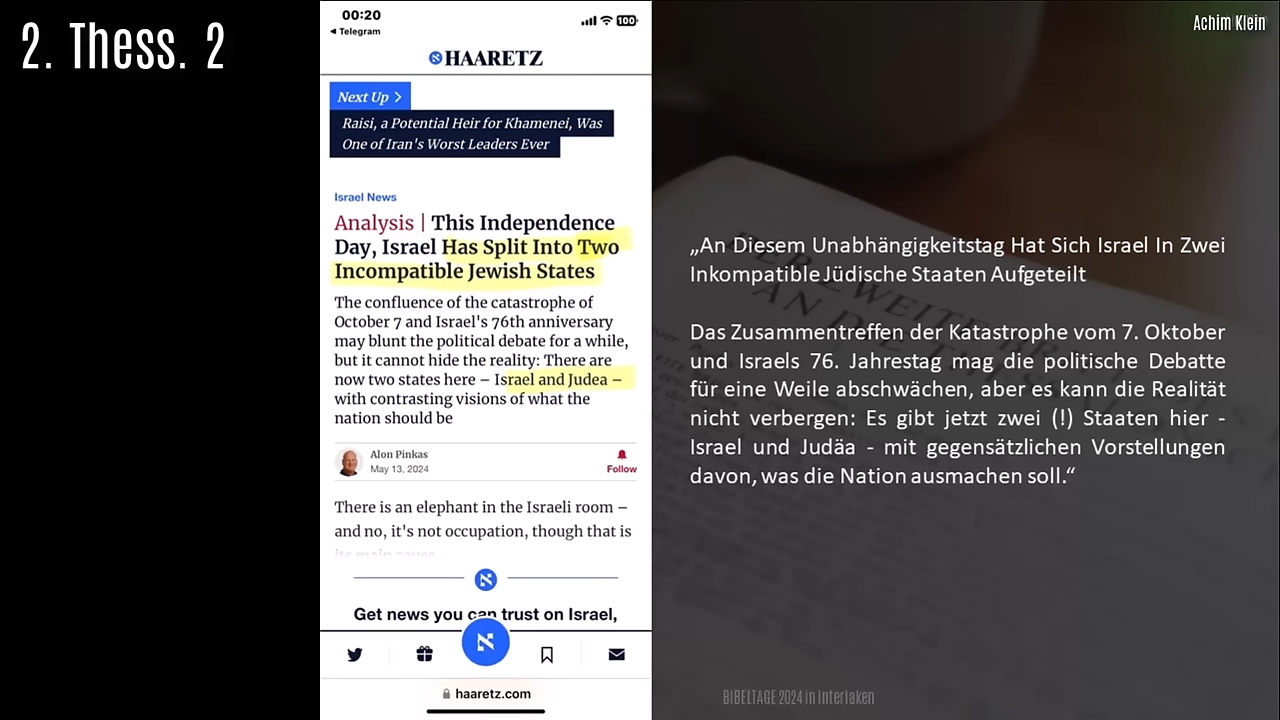 2. Thess. 2
Achim Klein
00:20
Telegram
100
HAARETZ
Next Up
Raisi, a Potential Heir for Khamenei, Was
One of Iran's Worst Leaders Ever
Israel News
Analysis | This Independence
Day, Israel Has Split Into Two
Incompatible Jewish States
The confluence of the catastrophe of
October 7 and Israel's 76th anniversary
may blunt the political debate for a while,
but it cannot hide the reality: There are
now two states here – Israel and Judea –
with contrasting visions of what the
nation should be
Alon Pinkas
May 13, 2024
Follow
There is an elephant in the Israeli room –
and no, it's not occupation, though that is
its main cause
Get news you can trust on Israel,
haaretz.com
„An Diesem Unabhängigkeitstag Hat Sich Israel In Zwei
Inkompatible Jüdische Staaten Aufgeteilt
Das Zusammentreffen der Katastrophe vom 7. Oktober
und Israels 76. Jahrestag mag die politische Debatte
für eine Weile abschwächen, aber es kann die Realität
nicht verbergen: Es gibt jetzt zwei (!) Staaten hier -
Israel und Judäa - mit gegensätzlichen Vorstellungen
davon, was die Nation ausmachen soll.“
BIBELTAGE 2024 in Interlaken